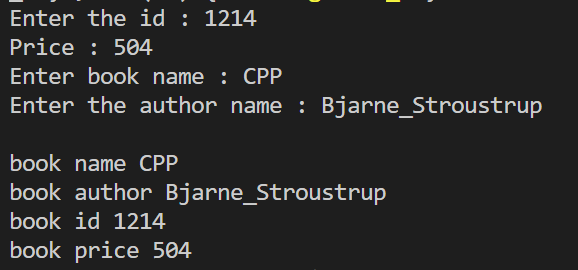 Enter the id : 1214
Price : 504
Enter book name : CPP
Enter the author name : Bjarne_Stroustrup
book name CPP
book author Bjarne_Stroustrup
book id 1214
book price 504